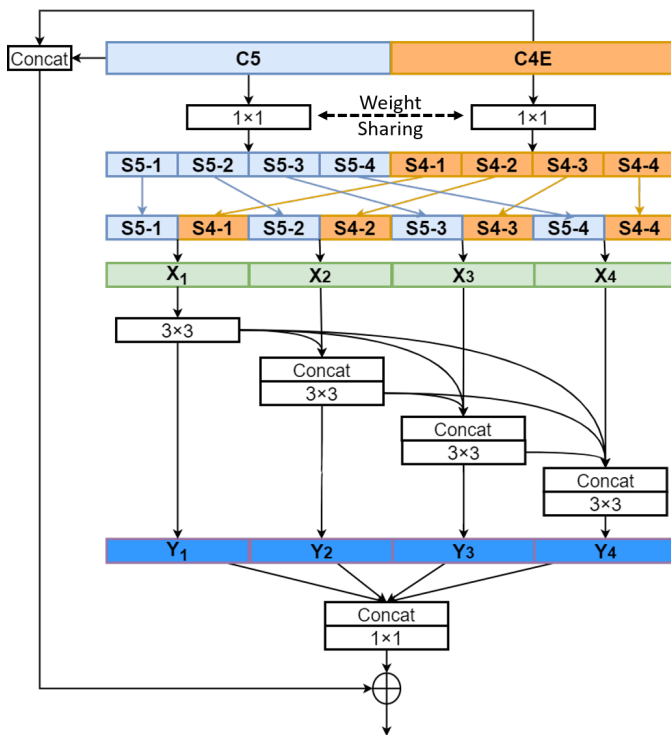 Concat
C5 C4E
1×1 Weight Sharing 1×1
S5-1 S5-2 S5-3 S5-4 S4-1 S4-2 S4-3 S4-4
S5-1 S4-1 S5-2 S4-2 S5-3 S4-3 S5-4 S4-4
X1 X2 X3 X4
3×3
Concat
3×3
Concat
3×3
Concat
3×3
Y1 Y2 Y3 Y4
Concat
1×1